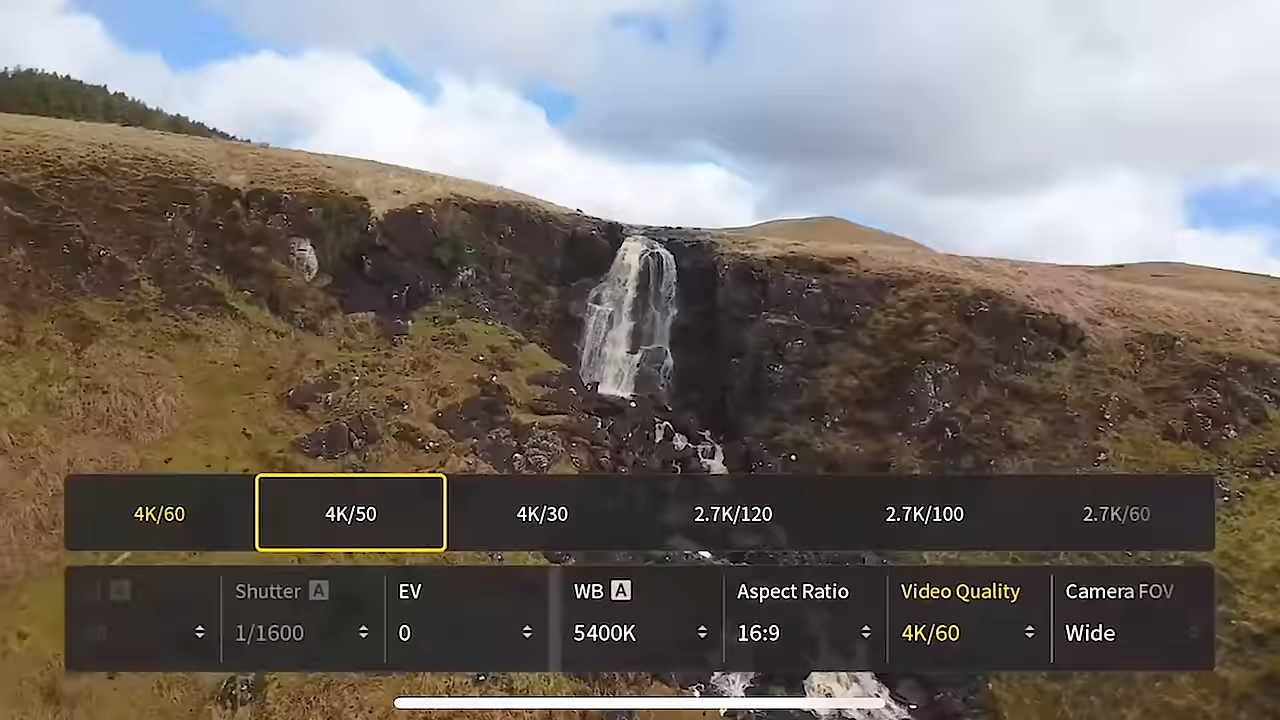 4K/60 4K/50 4K/30 2.7K/120 2.7K/100 2.7K/60
Shutter A EV WB A Aspect Ratio Video Quality Camera FOV
1/1600 0 5400K 16:9 4K/60 Wide